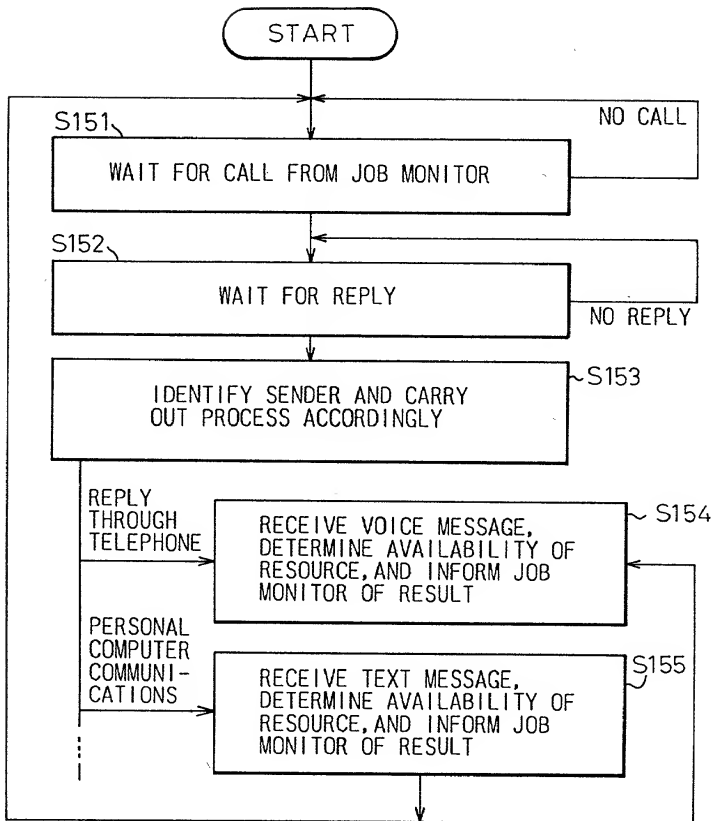 START
NO CALL
S151
WAIT FOR CALL FROM JOB MONITOR
S152
WAIT FOR REPLY
NO REPLY
S153
IDENTIFY SENDER AND CARRY
OUT PROCESS ACCORDINGLY
REPLY
THROUGH
TELEPHONE
S154
RECEIVE VOICE MESSAGE,
DETERMINE AVAILABILITY OF
RESOURCE, AND INFORM JOB
MONITOR OF RESULT
PERSONAL
COMPUTER
COMMUNI-
CATIONS
S155
RECEIVE TEXT MESSAGE,
DETERMINE AVAILABILITY OF
RESOURCE, AND INFORM JOB
MONITOR OF RESULT